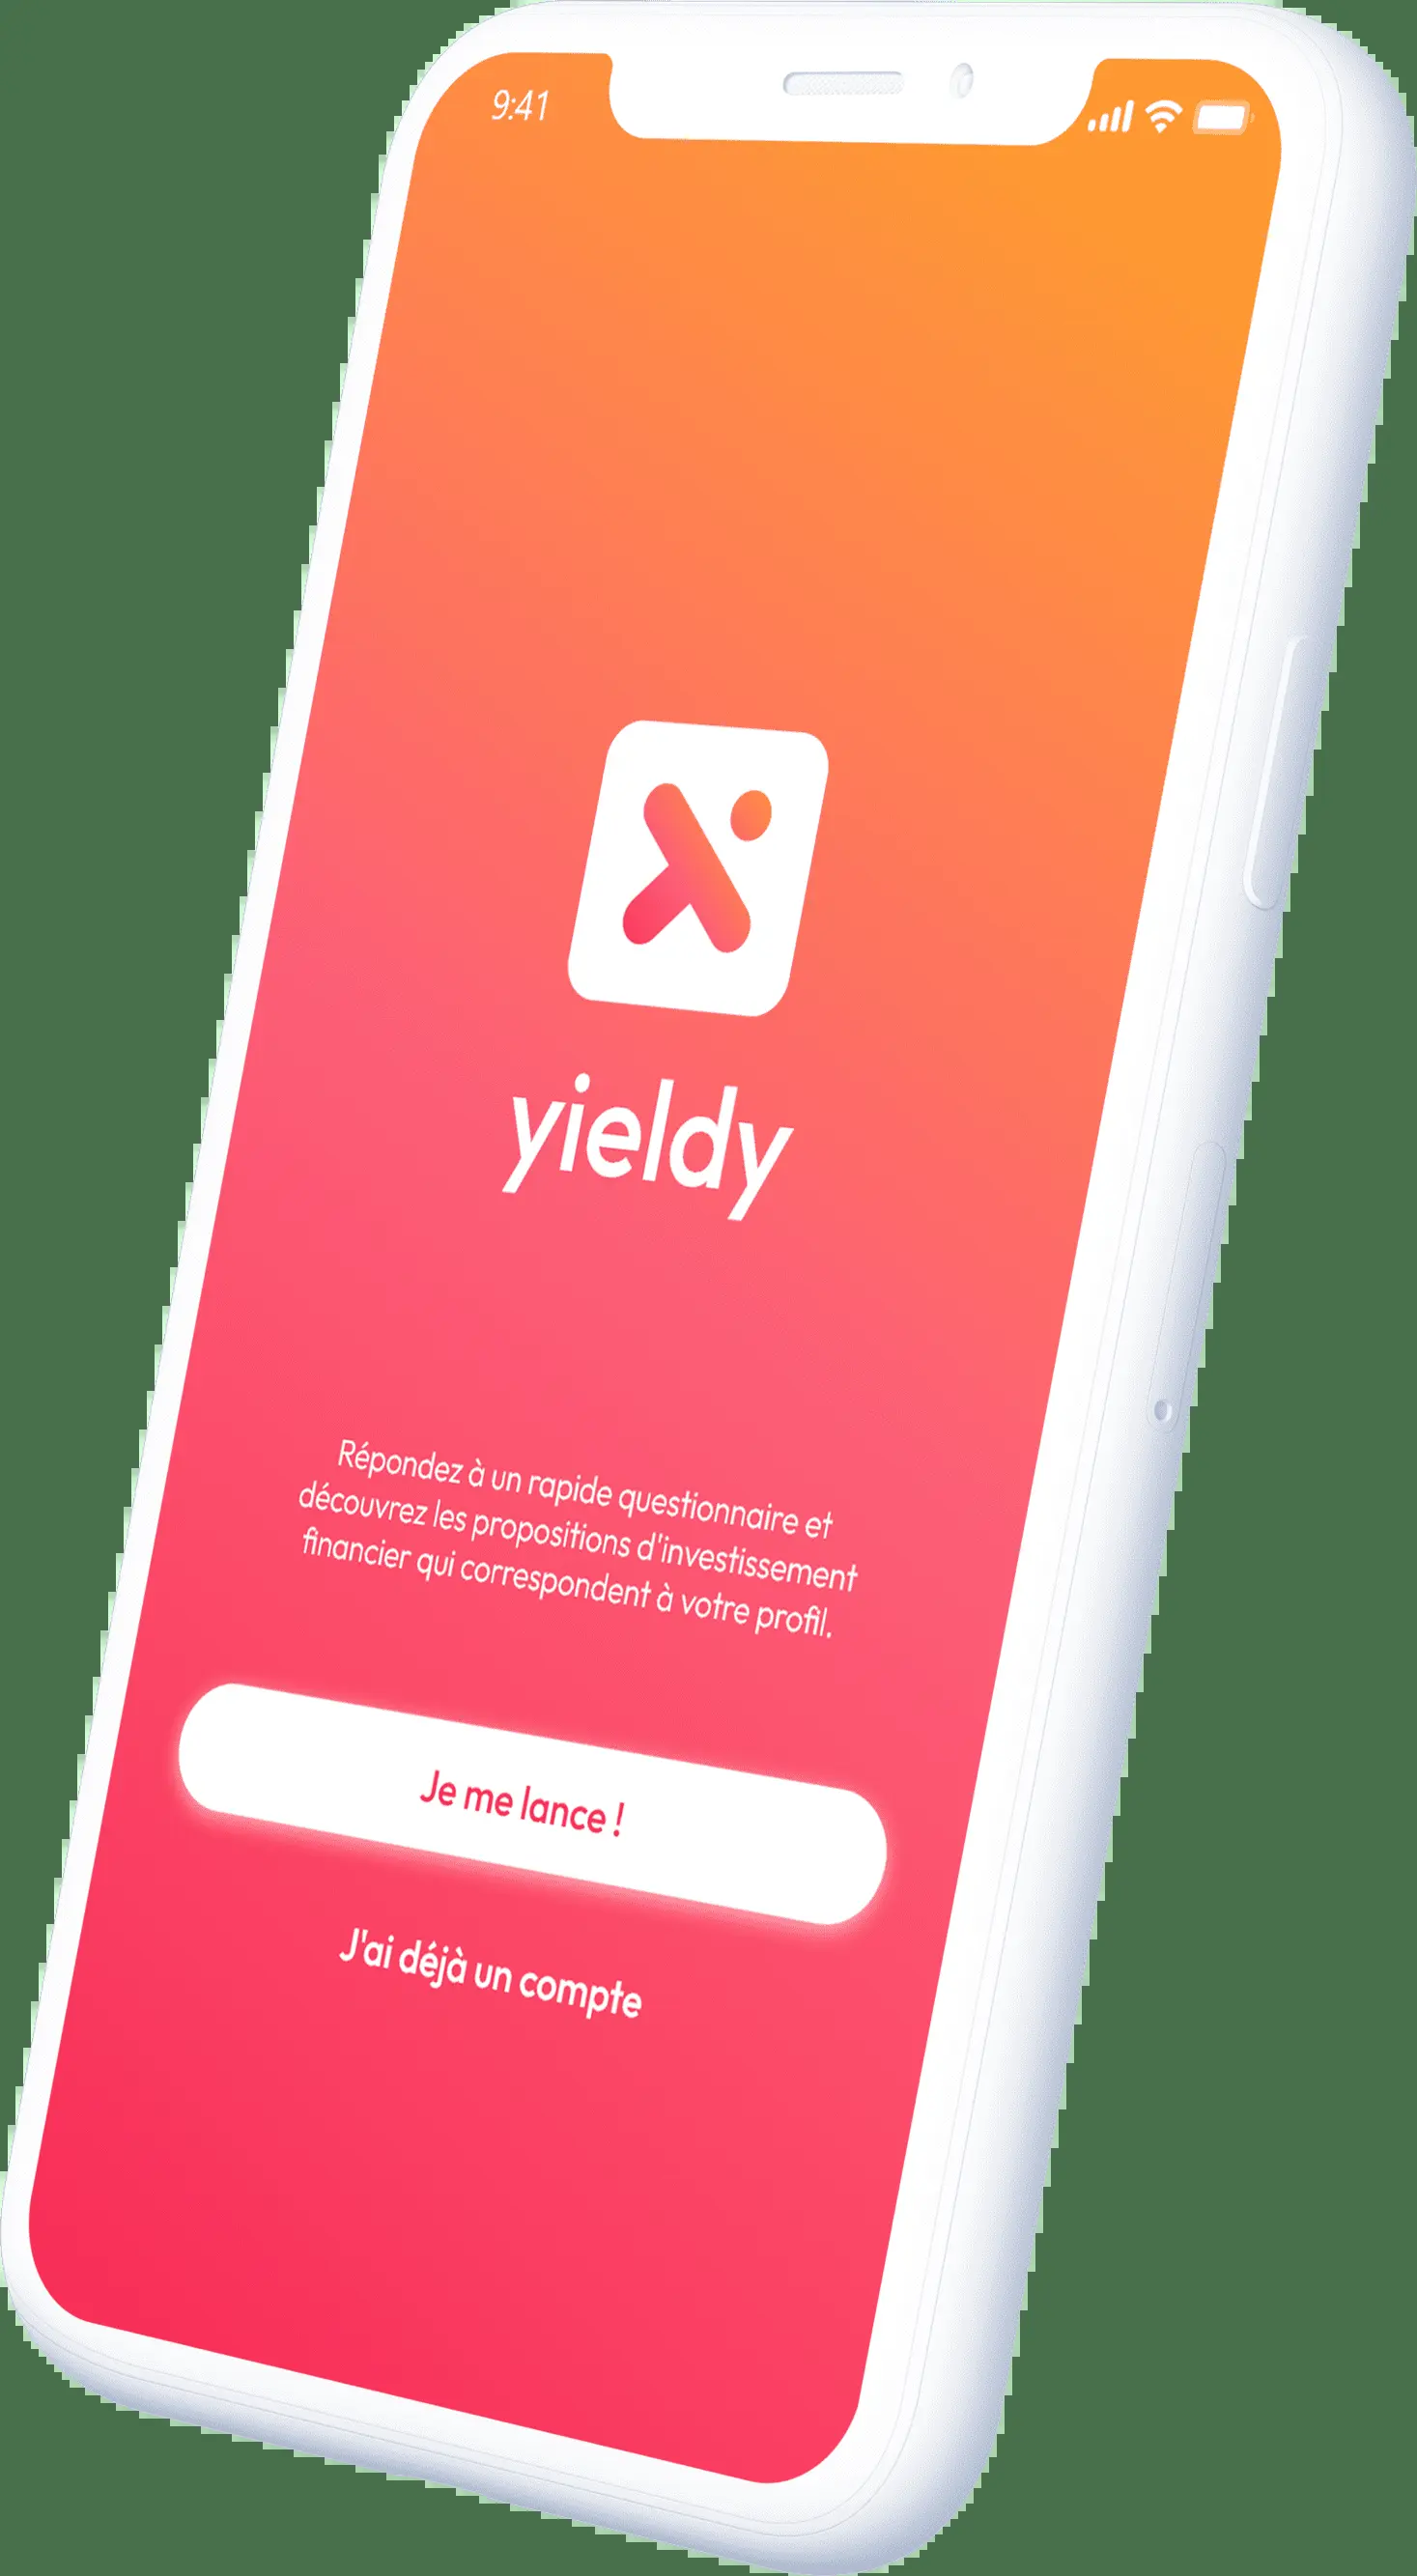 9:41
yieldy
Répondez à un rapide questionnaire et
découvrez les propositions d'investissement
financier qui correspondent à votre profil.
Je me lance !
J'ai déjà un compte